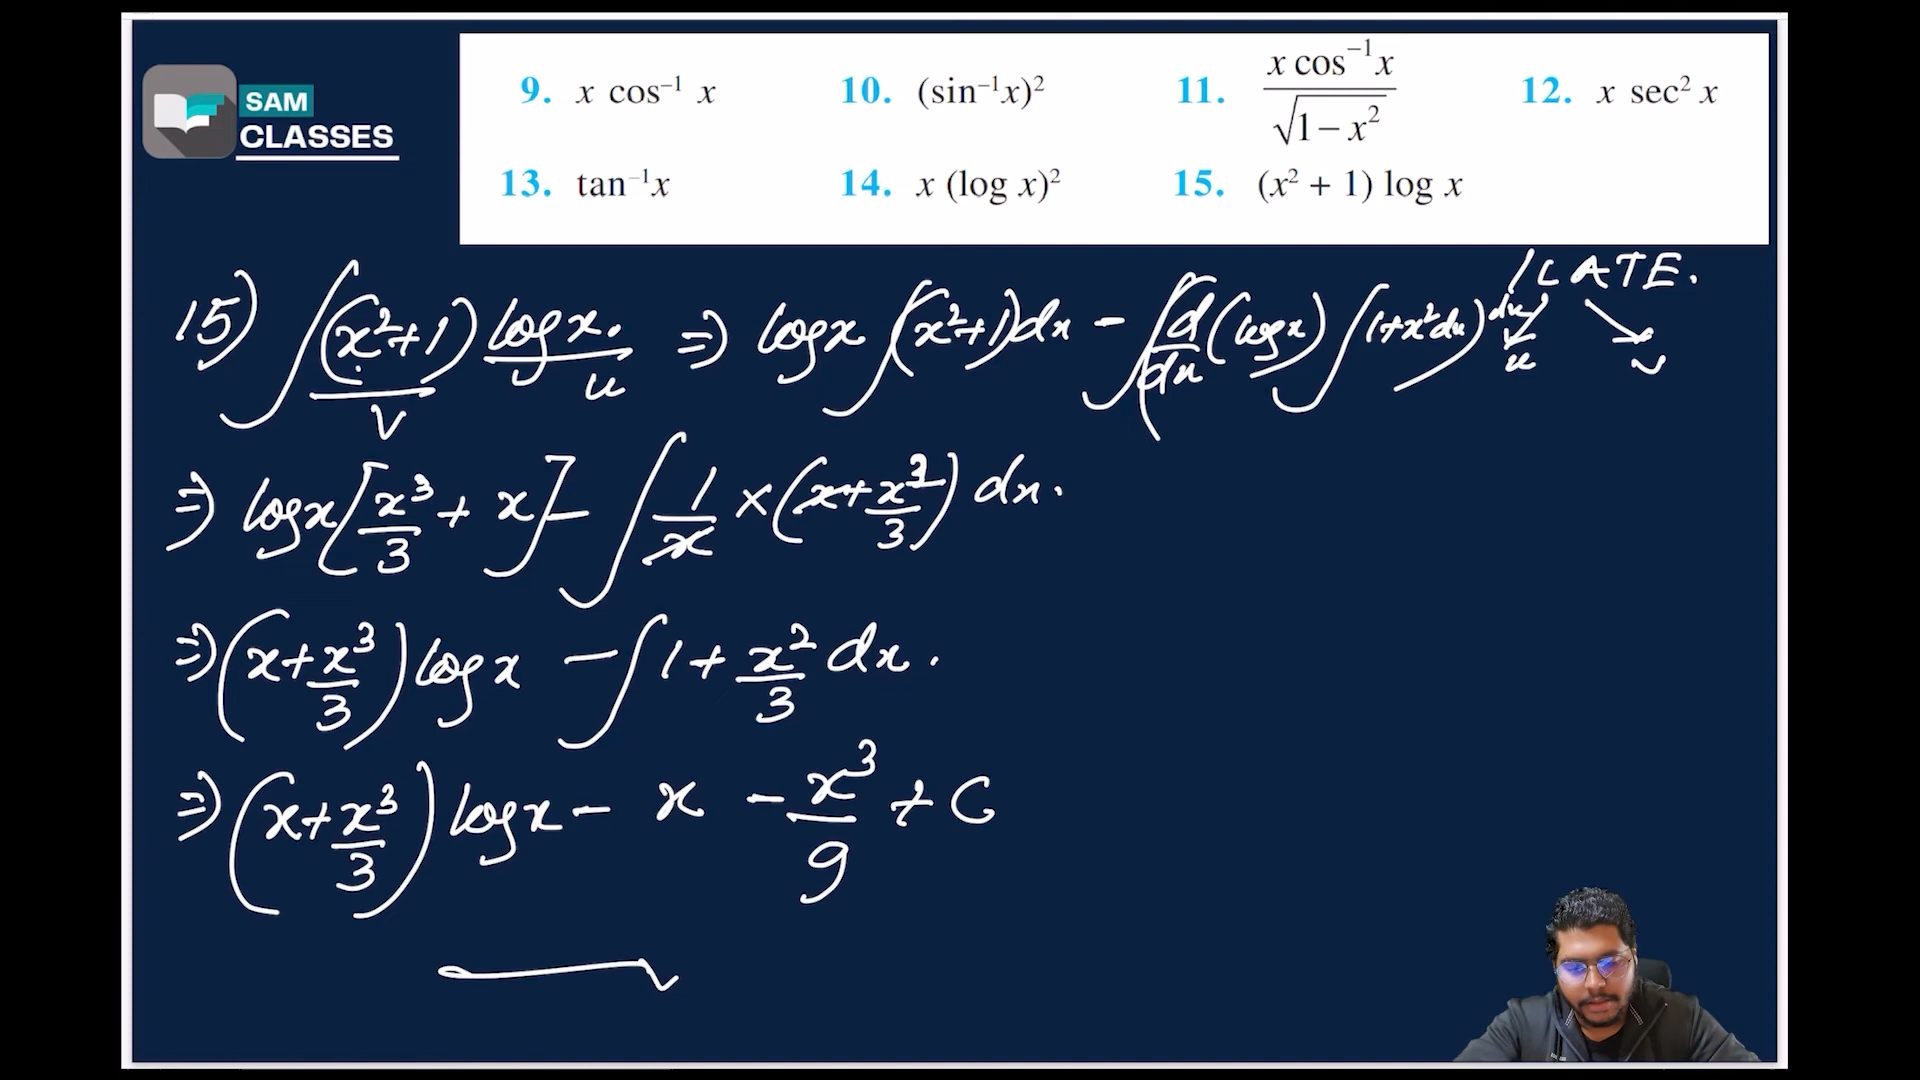 SAM
CLASSES
9. x cos⁻¹ x 10. (sin⁻¹x)² 11. x cos⁻¹x / √1−x² 12. x sec² x
13. tan⁻¹x 14. x (log x)² 15. (x² + 1) log x
ILATE.
u v
15) ∫(x²+1) log x. ⇒ log x ∫(x²+1)dx − ∫(d/dx (log x) ∫1+x²dx) dx
v u
⇒ log x [x³/3 + x] − ∫ 1/x × (x + x³/3) dx.
⇒ (x + x³/3) log x − ∫ 1 + x²/3 dx.
⇒ (x + x³/3) log x − x − x³/9 + C